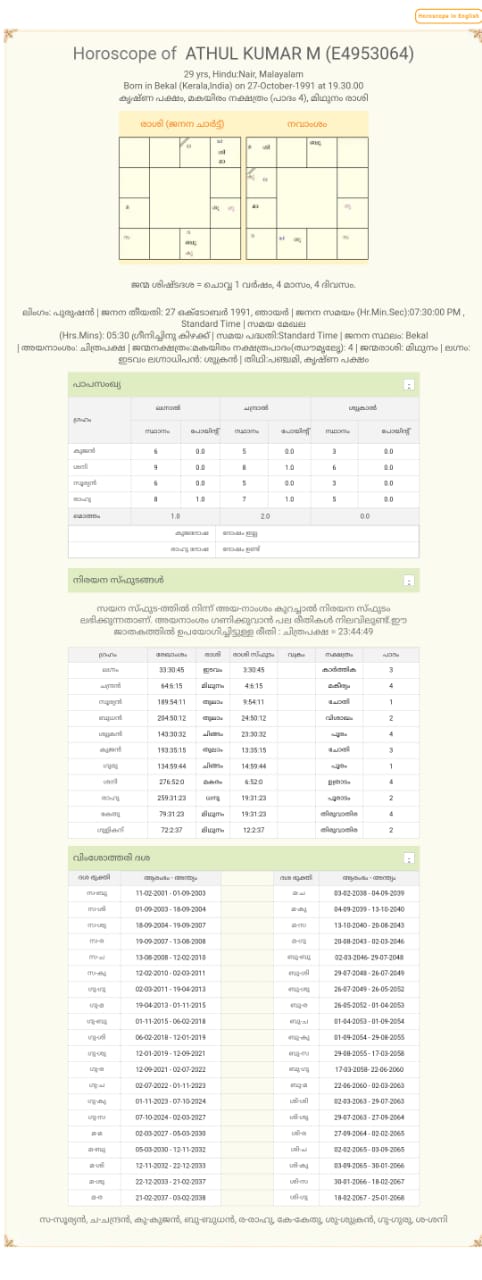 Horoscope in English
Horoscope of ATHUL KUMAR M (E4953064)
29 yrs, Hindu:Nair, Malayalam
Born in Bekal (Kerala,India) on 27-October-1991 at 19.30.00
കൃഷ്ണ പക്ഷം, മകയിരം നക്ഷത്രം (പാദം 4), മിഥുനം രാശി
രാശി (ജനന ചാർട്ട്) നവാംശം
ജന്മ ശിഷ്ടദശ = ചൊവ്വ 1 വർഷം, 4 മാസം, 4 ദിവസം.
ലിംഗം: പുരുഷൻ | ജനന തീയതി: 27 ഒക്ടോബർ 1991, ഞായർ | ജനന സമയം (Hr.Min.Sec):07:30:00 PM ,
Standard Time | സമയ മേഖല
(Hrs.Mins): 05:30 ഗ്രീനിച്ചിനു കിഴക്ക് | സമയ പദ്ധതി:Standard Time | ജനന സ്ഥലം: Bekal
| അയനാംശം: ചിത്രപക്ഷ | ജന്മനക്ഷത്രം:മകയിരം 4 | ജന്മരാശി: മിഥുനം | ലഗ്നം:
ഇടവം ലഗ്നാധിപൻ: ശുക്രൻ | തിഥി:പഞ്ചമി, കൃഷ്ണ പക്ഷം
പാപസംഖ്യ
ഗ്രഹം ലഗ്നാൽ ചന്ദ്രാൽ ശുക്രാൽ
സ്ഥാനം പോയിന്റ് സ്ഥാനം പോയിന്റ് സ്ഥാനം പോയിന്റ്
കുജൻ 6 0.0 5 0.0 3 0.0
ശനി 9 0.0 8 1.0 6 0.0
സൂര്യൻ 6 0.0 5 0.0 3 0.0
രാഹു 8 1.0 7 1.0 5 0.0
മൊത്തം 1.0 2.0 0.0
കുജദോഷ ദോഷം ഇല്ല
രാഹു ദോഷ ദോഷം ഉണ്ട്
നിരയന സ്ഫുടങ്ങൾ
സയന സ്ഫുട-ത്തിൽ നിന്ന് അയ-നാംശം കുറച്ചാൽ നിരയന സ്ഫുടം
ലഭിക്കുന്നതാണ്. അയനാംശം ഗണിക്കുവാൻ പല രീതികൾ നിലവിലുണ്ട്.ഈ
ജാതകത്തിൽ ഉപയോഗിച്ചിട്ടുള്ള രീതി : ചിത്രപക്ഷ = 23:44:49
ഗ്രഹം രേഖാംശം രാശി രാശി സ്ഫുടം വക്രം നക്ഷത്രം പാദം
ലഗ്നം 33:30:45 ഇടവം 3:30:45 കാർത്തിക 3
ചന്ദ്രൻ 64:6:15 മിഥുനം 4:6:15 മകീര്യം 4
സൂര്യൻ 189:54:11 തുലാം 9:54:11 ചോതി 1
ബുധൻ 204:50:12 തുലാം 24:50:12 വിശാഖം 2
ശുക്രൻ 143:30:32 ചിങ്ങം 23:30:32 പൂരം 4
കുജൻ 193:35:15 തുലാം 13:35:15 ചോതി 3
ഗുരു 134:59:44 ചിങ്ങം 14:59:44 പൂരം 1
ശനി 276:52:0 മകരം 6:52:0 ഉത്രാടം 4
രാഹു 259:31:23 ധനു 19:31:23 പൂരാടം 2
കേതു 79:31:23 മിഥുനം 19:31:23 തിരുവാതിര 4
ഗുളികന് 72:2:37 മിഥുനം 12:2:37 തിരുവാതിര 2
വിംശോത്തരി ദശ
ദശ ഭുക്തി ആരംഭം - അന്ത്യം ദശ ഭുക്തി ആരംഭം - അന്ത്യം
11-02-2001 - 01-09-2003 03-02-2038 - 04-09-2039
01-09-2003 - 18-09-2004 04-09-2039 - 13-10-2040
18-09-2004 - 19-09-2007 13-10-2040 - 20-08-2043
19-09-2007 - 13-08-2008 20-08-2043 - 02-03-2046
13-08-2008 - 12-02-2010 ബു-ബു 02-03-2046- 29-07-2048
12-02-2010 - 02-03-2011 ബു-ശി 29-07-2048 - 26-07-2049
ഗു-ഗു 02-03-2011 - 19-04-2013 ബു-ശു 26-07-2049 - 26-05-2052
19-04-2013 - 01-11-2015 ബു-ര 26-05-2052 - 01-04-2053
ഗു-ബു 01-11-2015 - 06-02-2018 ബു-ച 01-04-2053 - 01-09-2054
ഗു-ശി 06-02-2018 - 12-01-2019 ബു-കു 01-09-2054 - 29-08-2055
ഗു-ശു 12-01-2019 - 12-09-2021 ബു-സ 29-08-2055 - 17-03-2058
ഗു-ര 12-09-2021 - 02-07-2022 ബു-ഗു 17-03-2058- 22-06-2060
ഗു-ച 02-07-2022 - 01-11-2023 22-06-2060 - 02-03-2063
ഗു-കു 01-11-2023 - 07-10-2024 ശി-ശി 02-03-2063 - 29-07-2063
ഗു-സ 07-10-2024 - 02-03-2027 ശി-ശു 29-07-2063 - 27-09-2064
02-03-2027 - 05-03-2030 ശി-ര 27-09-2064 - 02-02-2065
05-03-2030 - 12-11-2032 ശി-ച 02-02-2065 - 03-09-2065
12-11-2032 - 22-12-2033 ശി-കു 03-09-2065 - 30-01-2066
22-12-2033 - 21-02-2037 ശി-സ 30-01-2066 - 18-02-2067
21-02-2037 - 03-02-2038 ശി-ഗു 18-02-2067 - 25-01-2068
സ-സൂര്യൻ, ച-ചന്ദ്രൻ, കു-കുജൻ, ബു-ബുധൻ, ര-രാഹു, കേ-കേതു, ശു-ശുക്രൻ, ഗു-ഗുരു, ശ-ശനി